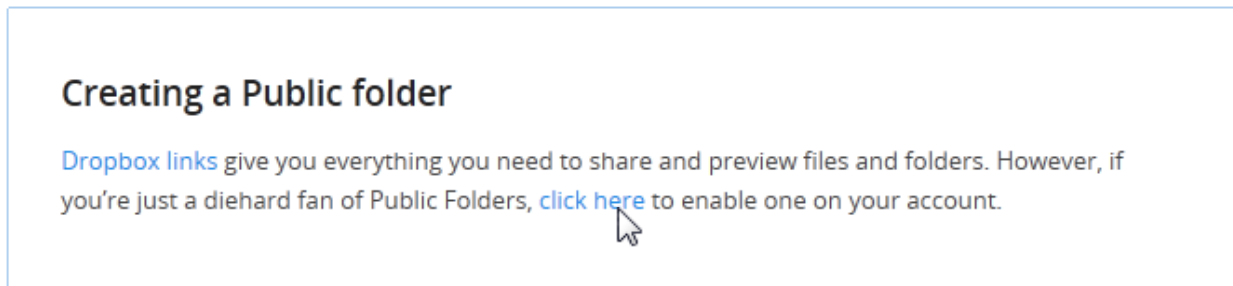 Creating a Public folder
Dropbox links give you everything you need to share and preview files and folders. However, if
you’re just a diehard fan of Public Folders, click here to enable one on your account.